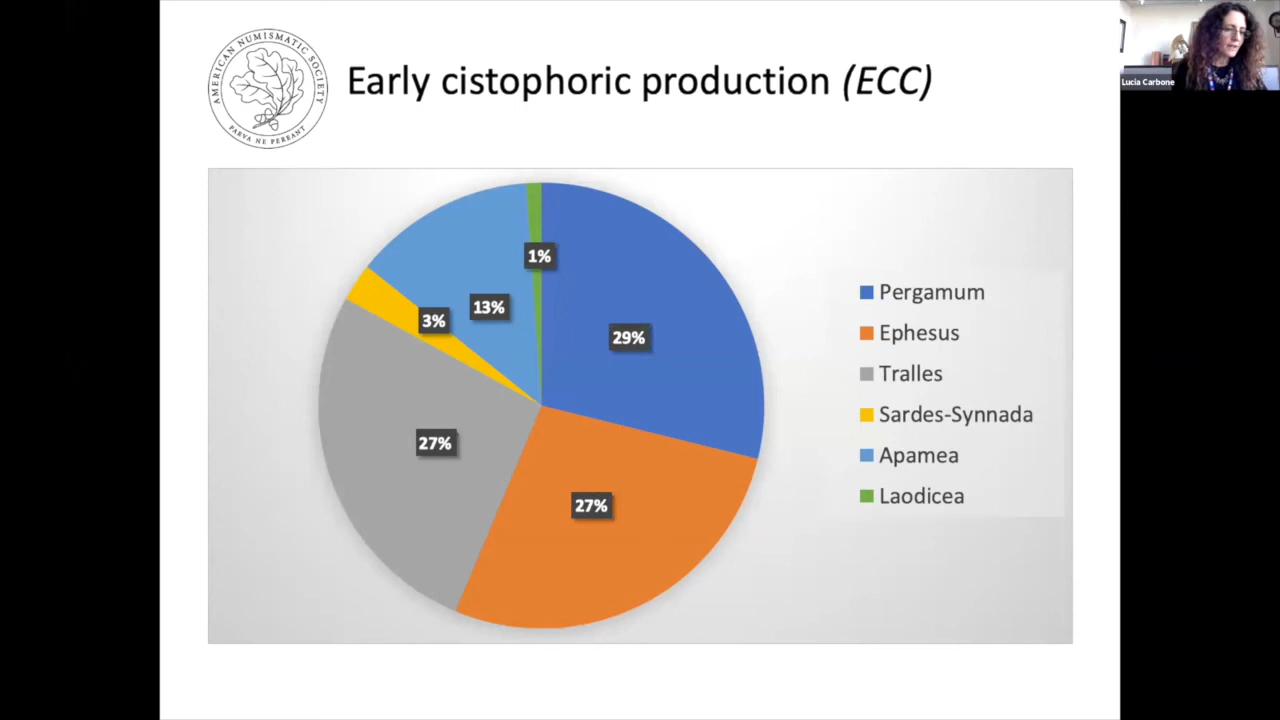 AMERICAN NUMISMATIC SOCIETY
PARVA NE PEREANT
Early cistophoric production (ECC)
Lucia Carbone
1%
13%
3%
29%
27%
27%
Pergamum
Ephesus
Tralles
Sardes-Synnada
Apamea
Laodicea